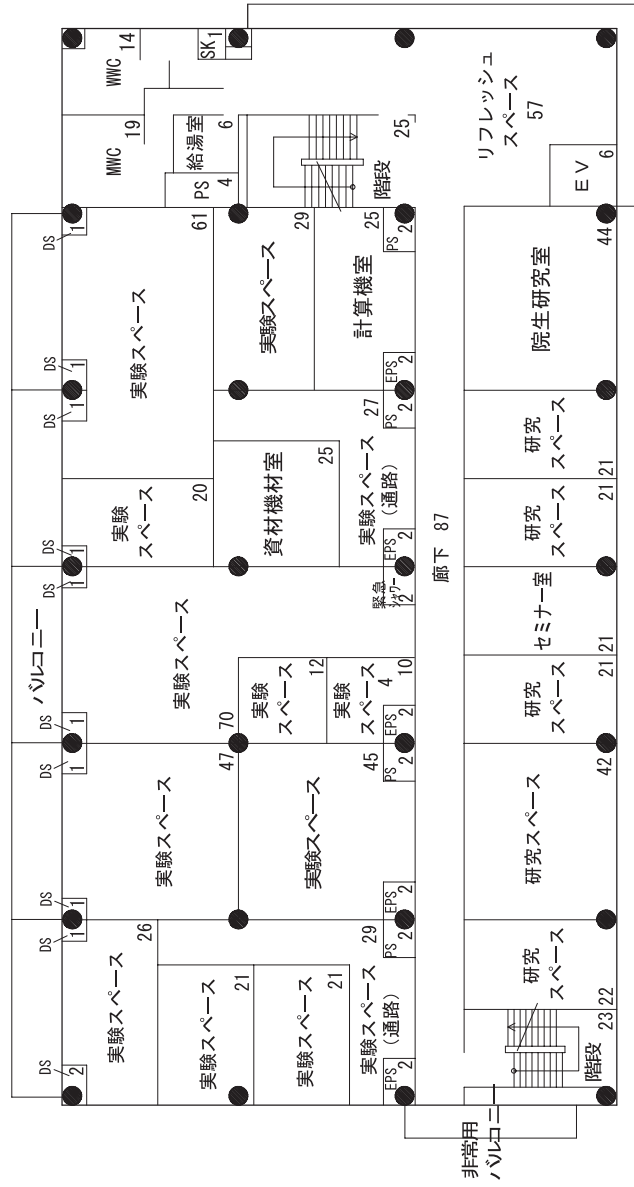 バルコニー
DS
2
DS
1
DS
1
DS
1
DS
1
DS
1
DS
1
DS
1
DS
1
DS
1
実験スペース
26
実験スペース
47
実験スペース
70
実験
スペース
20
実験スペース
61
MWC
19
WWC
14
SK
1
PS
4
給湯室
6
実験スペース
21
実験スペース
21
実験スペース
(通路)
29
EPS
2
PS
2
実験スペース
45
EPS
2
PS
2
実験
スペース
12
実験
スペース
4
10
EPS
2
緊急
シャワー
2
資材機材室
25
実験スペース
(通路)
27
EPS
2
PS
2
実験スペース
29
計算機室
25
EPS
2
PS
2
階段
25
廊下 87
リフレッシュ
スペース
57
EV
6
非常用
バルコニー
階段
23
研究
スペース
22
研究スペース
42
研究
スペース
21
セミナー室
21
研究
スペース
21
研究
スペース
21
院生研究室
44